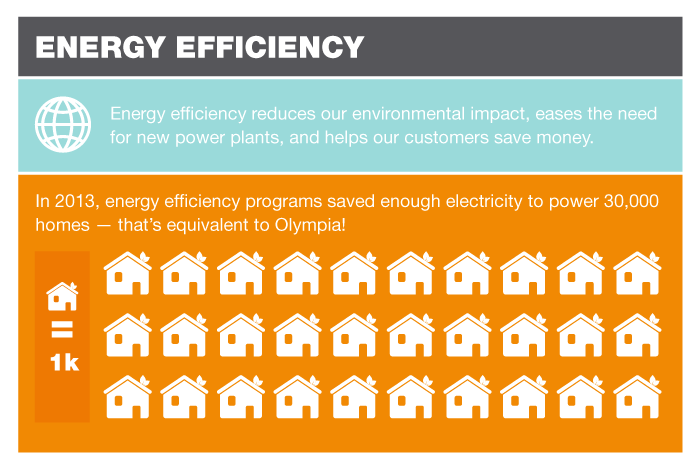 ENERGY EFFICIENCY
Energy efficiency reduces our environmental impact, eases the need
for new power plants, and helps our customers save money.
In 2013, energy efficiency programs saved enough electricity to power 30,000
homes — that’s equivalent to Olympia!
=
1k